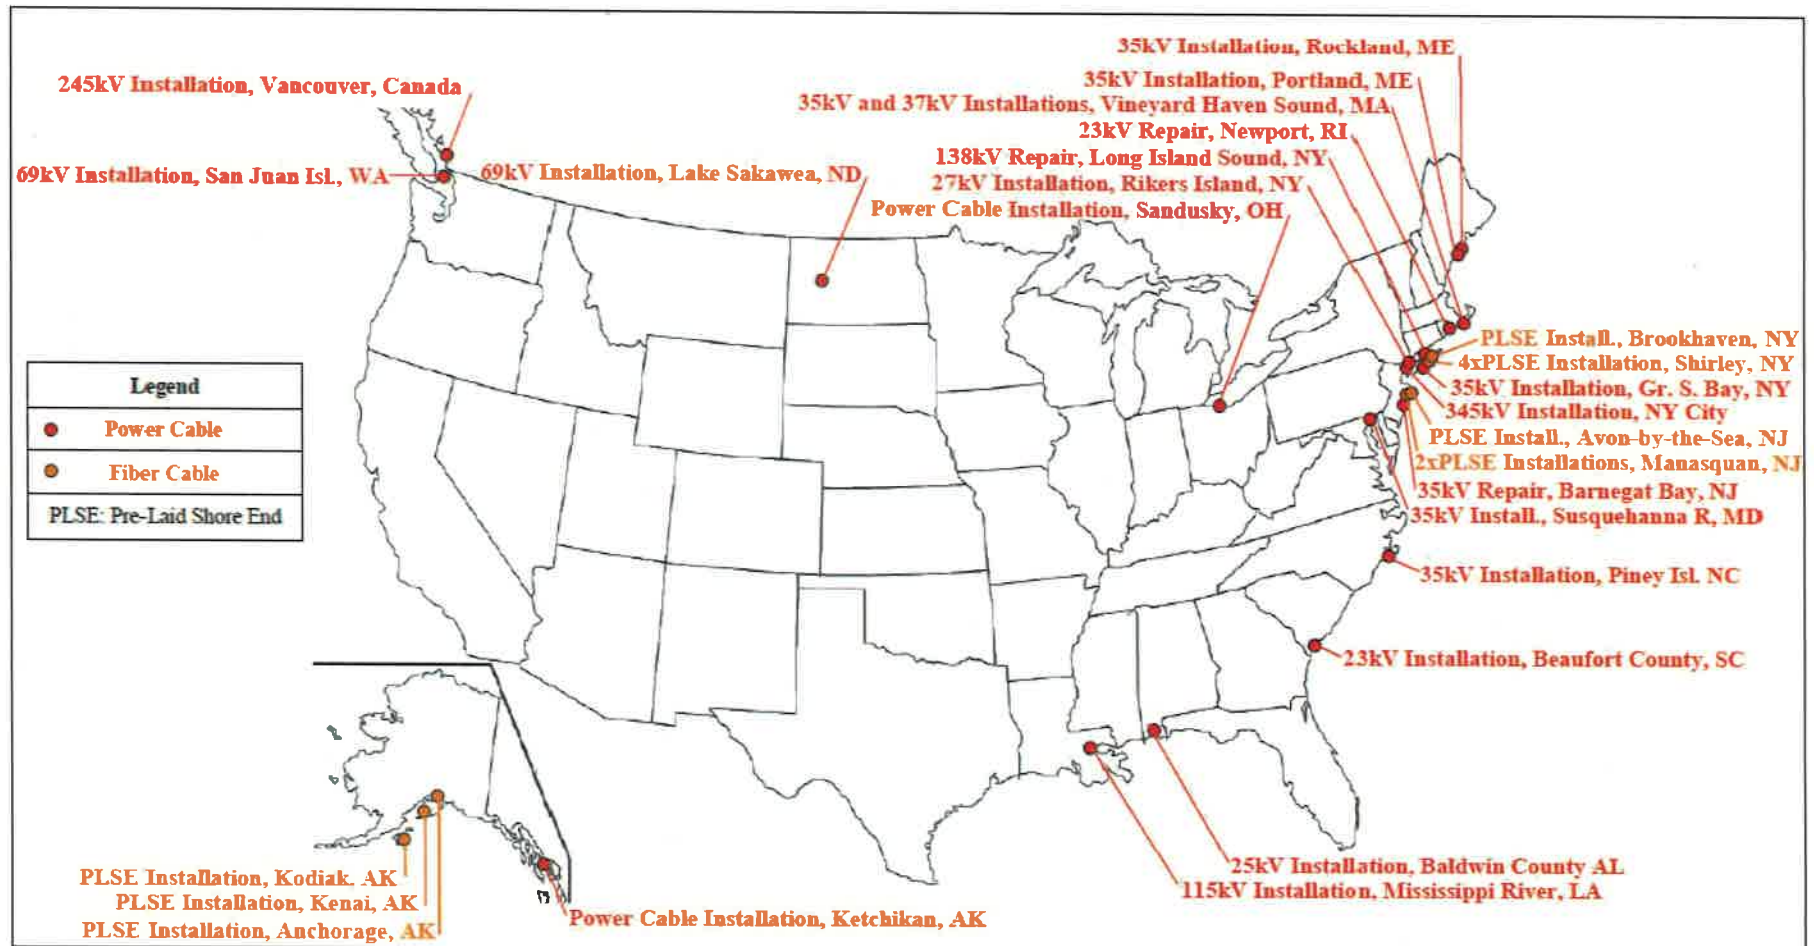 35kV Installation, Rockland, ME
245kV Installation, Vancouver, Canada
35kV Installation, Portland, ME
35kV and 37kV Installations, Vineyard Haven Sound, MA
23kV Repair, Newport, RI
138kV Repair, Long Island Sound, NY
69kV Installation, San Juan Isl., WA
69kV Installation, Lake Sakawea, ND
27kV Installation, Rikers Island, NY
Power Cable Installation, Sandusky, OH
PLSE Install., Brookhaven, NY
4xPLSE Installation, Shirley, NY
35kV Installation, Gr. S. Bay, NY
345kV Installation, NY City
PLSE Install., Avon-by-the-Sea, NJ
2xPLSE Installations, Manasquan, NJ
35kV Repair, Barnegat Bay, NJ
35kV Install., Susquehanna R, MD
Legend
Power Cable
Fiber Cable
PLSE: Pre-Laid Shore End
35kV Installation, Piney Isl. NC
23kV Installation, Beaufort County, SC
25kV Installation, Baldwin County AL
115kV Installation, Mississippi River, LA
PLSE Installation, Kodiak. AK
PLSE Installation, Kenai, AK
PLSE Installation, Anchorage, AK
Power Cable Installation, Ketchikan, AK